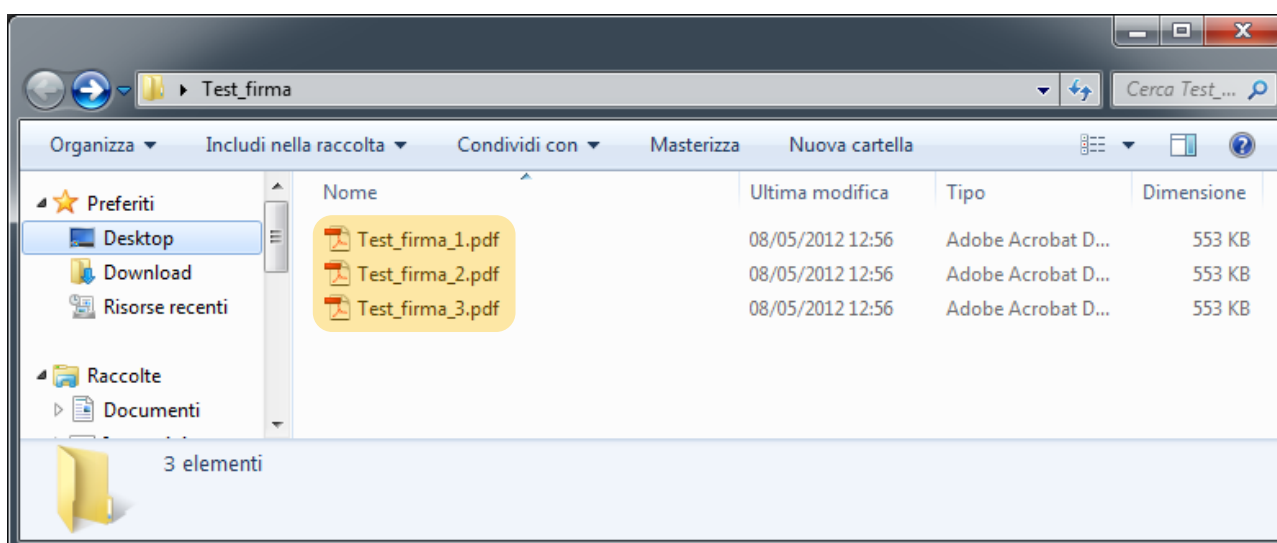 Test_firma
Cerca Test_...
Organizza Includi nella raccolta Condividi con Masterizza Nuova cartella
Preferiti
Desktop
Download
Risorse recenti
Raccolte
Documenti
Nome Ultima modifica Tipo Dimensione
Test_firma_1.pdf 08/05/2012 12:56 Adobe Acrobat D... 553 KB
Test_firma_2.pdf 08/05/2012 12:56 Adobe Acrobat D... 553 KB
Test_firma_3.pdf 08/05/2012 12:56 Adobe Acrobat D... 553 KB
3 elementi